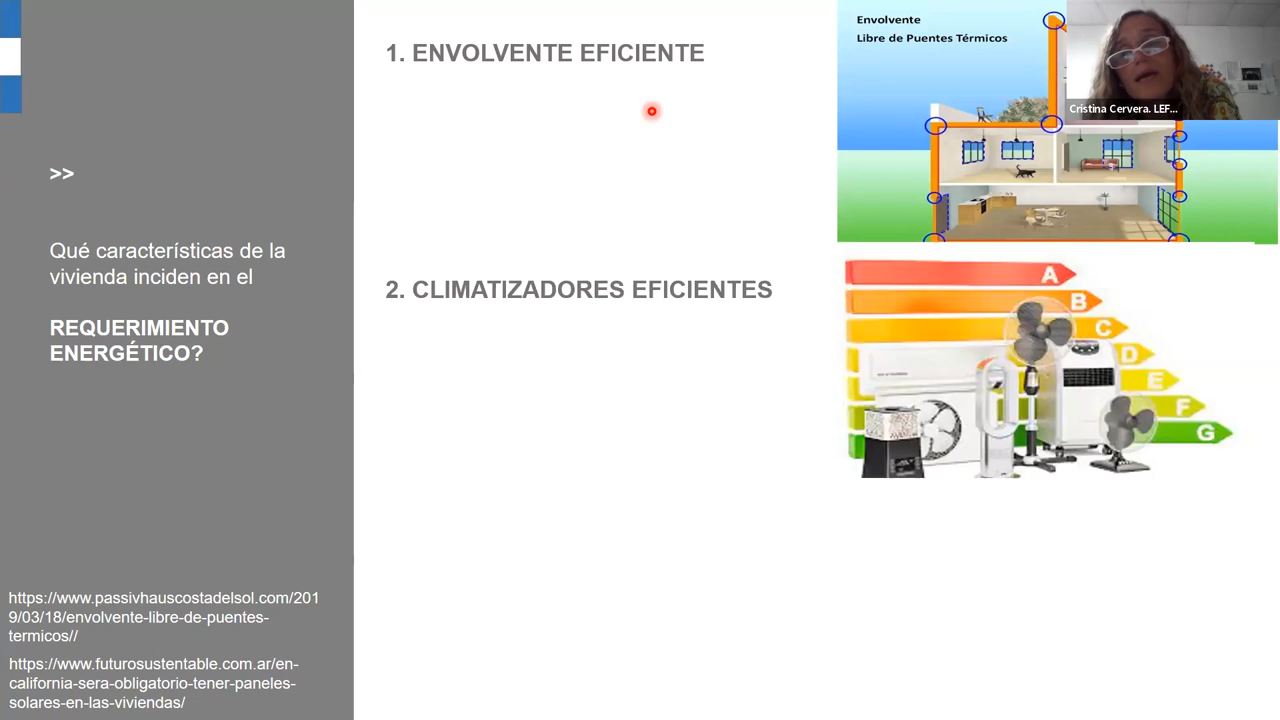 >>
Qué características de la
vivienda inciden en el
REQUERIMIENTO
ENERGÉTICO?
https://www.passivhauscostadelsol.com/201
9/03/18/envolvente-libre-de-puentes-
termicos//
https://www.futurosustentable.com.ar/en-
california-sera-obligatorio-tener-paneles-
solares-en-las-viviendas/
1. ENVOLVENTE EFICIENTE
2. CLIMATIZADORES EFICIENTES
Envolvente
Libre de Puentes Térmicos
Cristina Cervera. LEF...
A
B
C
D
E
F
G